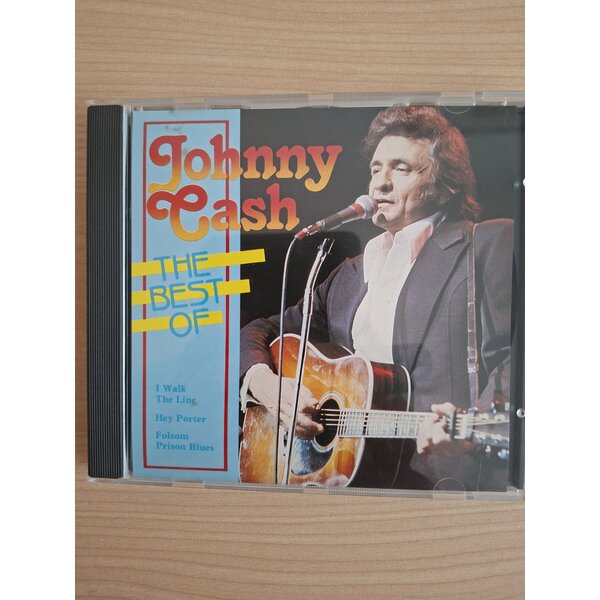 Johnny
Cash
THE
BEST
OF
I Walk
The Line
Hey Porter
Folsom
Prison Blues